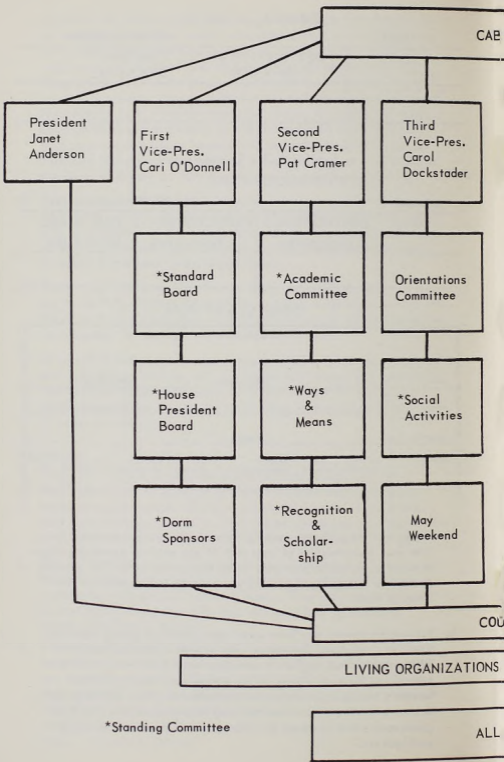 CAB
President
Janet
Anderson
First
Vice-Pres.
Cari O'Donnell
Second
Vice-Pres.
Pat Cramer
Third
Vice-Pres.
Carol
Dockstader
*Standard
Board
*Academic
Committee
Orientations
Committee
*House
President
Board
*Ways
&
Means
*Social
Activities
*Dorm
Sponsors
*Recognition
&
Scholar-
ship
May
Weekend
COU
LIVING ORGANIZATIONS
*Standing Committee
ALL